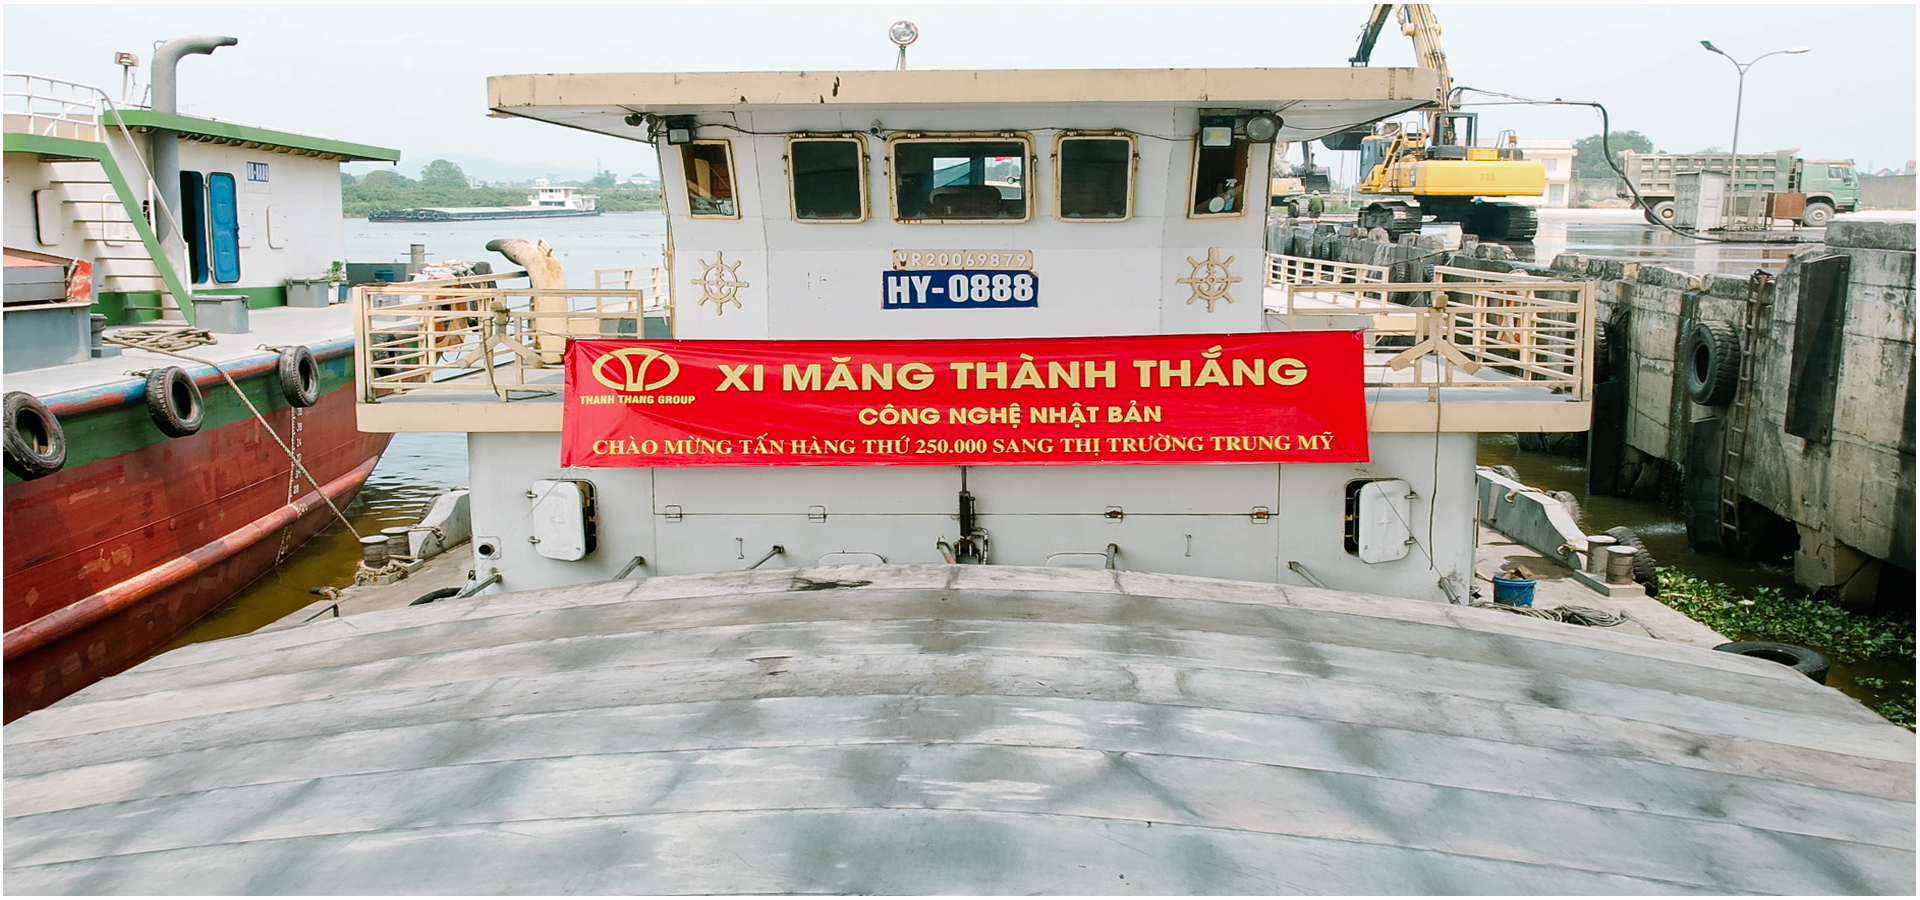 VR20069879
HY-0888
THANH THANG GROUP
XI MĂNG THÀNH THẮNG
CÔNG NGHỆ NHẬT BẢN
CHÀO MỪNG TẤN HÀNG THỨ 250.000 SANG THỊ TRƯỜNG TRUNG MỸ